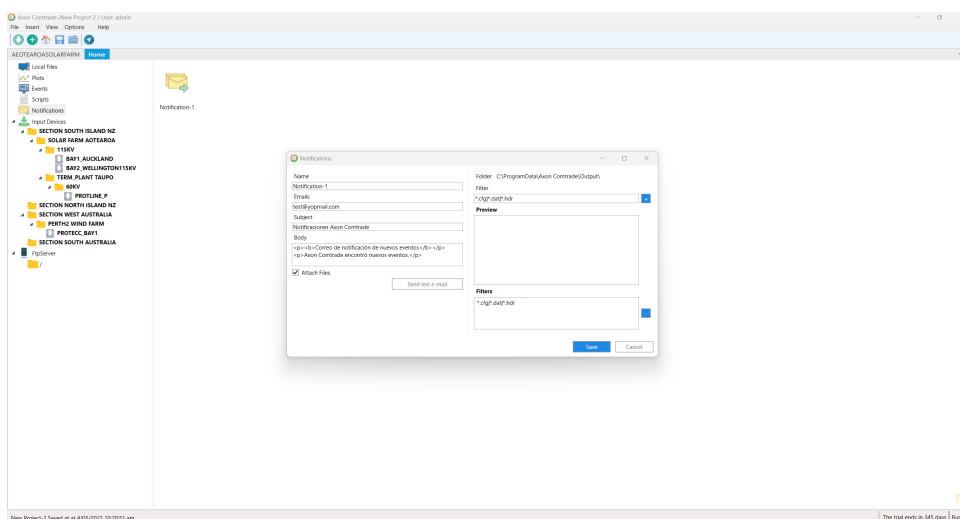 Axon Comtrade /New Project-2 / User: admin
File Insert View Options Help
AEOTEAROASOLARFARM Home
Local Files
Plots
Events
Scripts
Notifications
Input Devices
SECTION SOUTH ISLAND NZ
SOLAR FARM AOTEAROA
115KV
BAY1_AUCKLAND
BAY2_WELLINGTON115KV
TERM_PLANT TAUPO
60KV
PROTLINE_P
SECTION NORTH ISLAND NZ
SECTION WEST AUSTRALIA
PERTH2 WIND FARM
PROTECC_BAY1
SECTION SOUTH AUSTRALIA
FtpServer
/
Notification-1
Notifications
Name
Notification-1
Emails
test@yopmail.com
Subject
Notificaciones Axon Comtrade
Body
<p><b>Correo de notificación de nuevos eventos</b></p>
<p>Axon Comtrade encontró nuevos eventos.</p>
Attach Files
Send test e-mail
Folder C:\ProgramData\Axon Comtrade\Output\
Filter
*.cfg|*.dat|*.hdr
+
Preview
Filters
*.cfg|*.dat|*.hdr
-
Save Cancel
New Project-2 Saved at at 4/05/2023 10:20:51 am
The trial ends in 345 days